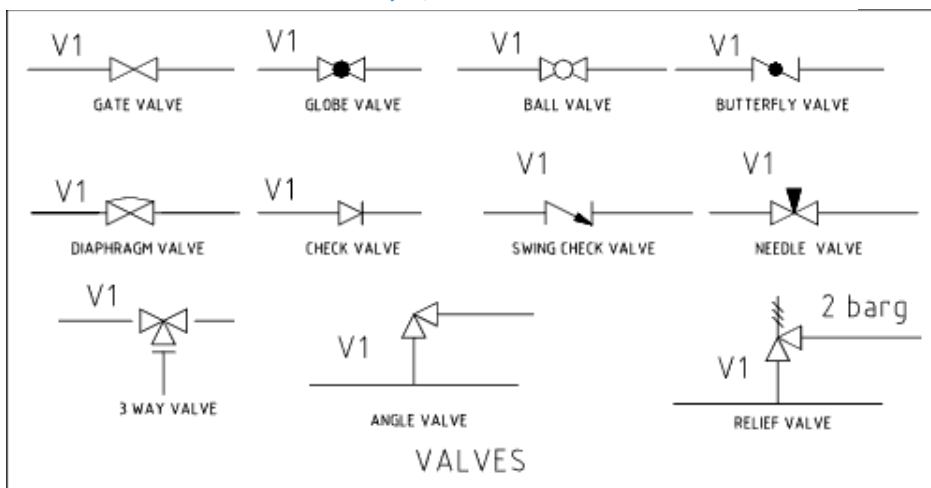 V1 V1 V1 V1
GATE VALVE GLOBE VALVE BALL VALVE BUTTERFLY VALVE
V1 V1 V1 V1
DIAPHRAGM VALVE CHECK VALVE SWING CHECK VALVE NEEDLE VALVE
V1 V1 V1 2 barg
3 WAY VALVE ANGLE VALVE RELIEF VALVE
VALVES